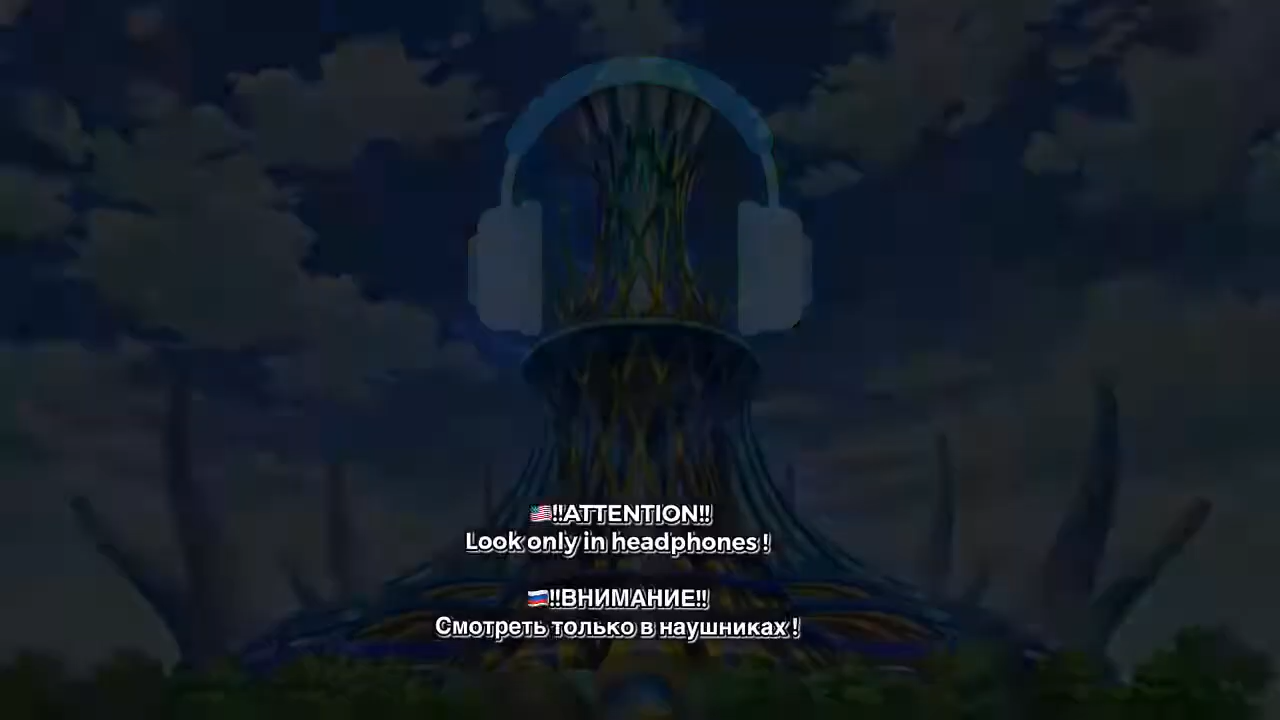 🇺🇸‼ATTENTION‼
Look only in headphones !
🇷🇺‼ВНИМАНИЕ‼
Смотреть только в наушниках !